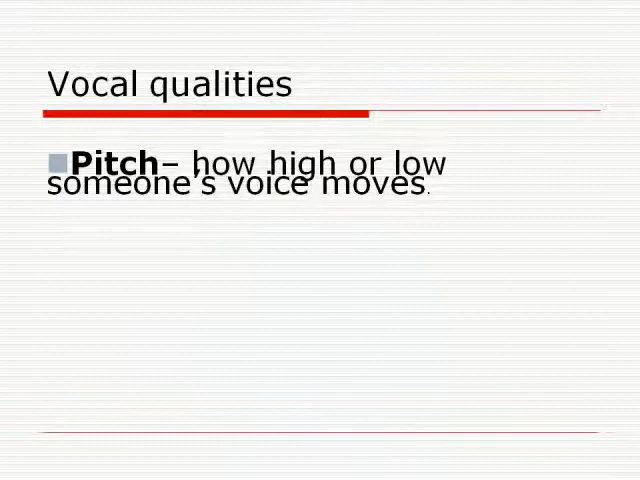 Vocal qualities
Pitch– how high or low
someone's voice moves.